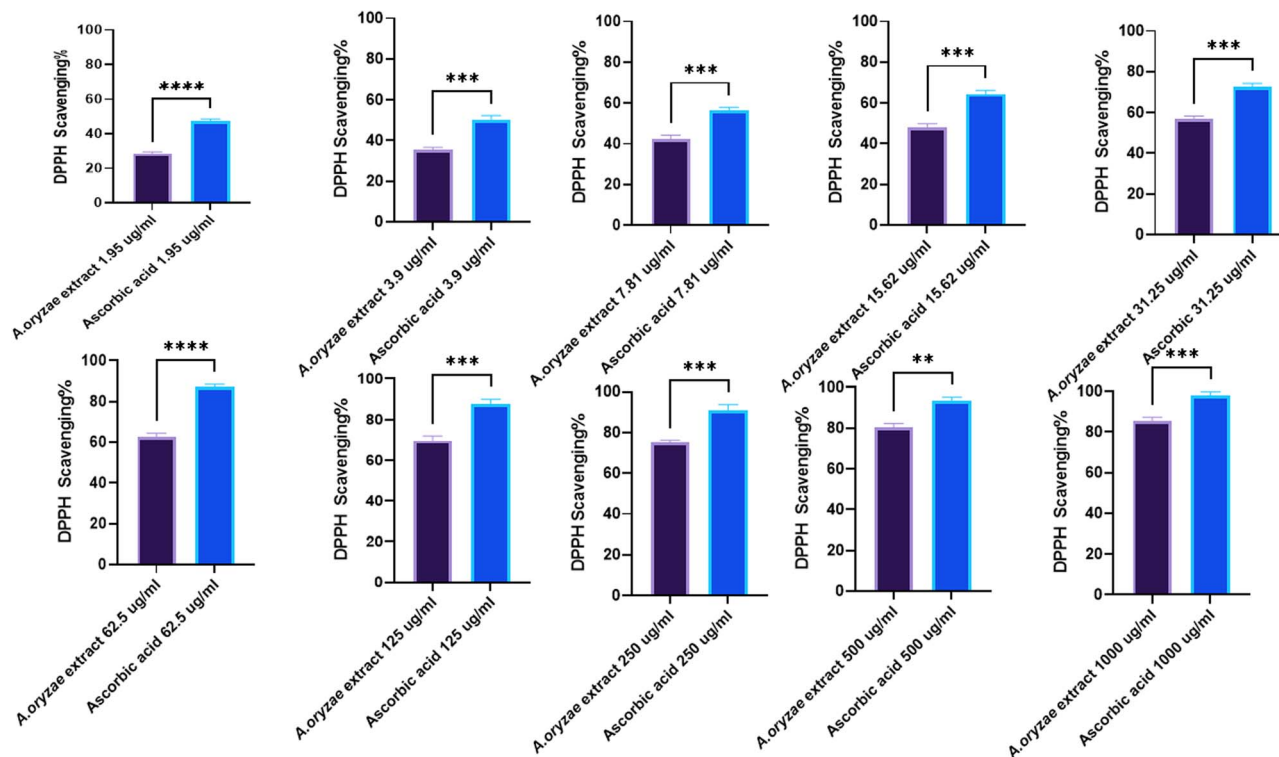 DPPH Scavenging%
100
80
60
40
20
0
****
A.oryzae extract 1.95 ug/ml
Ascorbic acid 1.95 ug/ml
DPPH Scavenging%
100
80
60
40
20
0
***
A.oryzae extract 3.9 ug/ml
Ascorbic acid 3.9 ug/ml
DPPH Scavenging%
100
80
60
40
20
0
***
A.oryzae extract 7.81 ug/ml
Ascorbic acid 7.81 ug/ml
DPPH Scavenging%
100
80
60
40
20
0
***
A.oryzae extract 15.62 ug/ml
Ascorbic acid 15.62 ug/ml
DPPH Scavenging%
100
80
60
40
20
0
***
A.oryzae extract 31.25 ug/ml
Ascorbic 31.25 ug/ml
DPPH Scavenging%
100
80
60
40
20
0
****
A.oryzae extract 62.5 ug/ml
Ascorbic acid 62.5 ug/ml
DPPH Scavenging%
100
80
60
40
20
0
***
A.oryzae extract 125 ug/ml
Ascorbic acid 125 ug/ml
DPPH Scavenging%
100
80
60
40
20
0
***
A.oryzae extract 250 ug/ml
Ascorbic acid 250 ug/ml
DPPH Scavenging%
100
80
60
40
20
0
**
A.oryzae extract 500 ug/ml
Ascorbic acid 500 ug/ml
DPPH Scavenging%
100
80
60
40
20
0
***
A.oryzae extract 1000 ug/ml
Ascorbic acid 1000 ug/ml